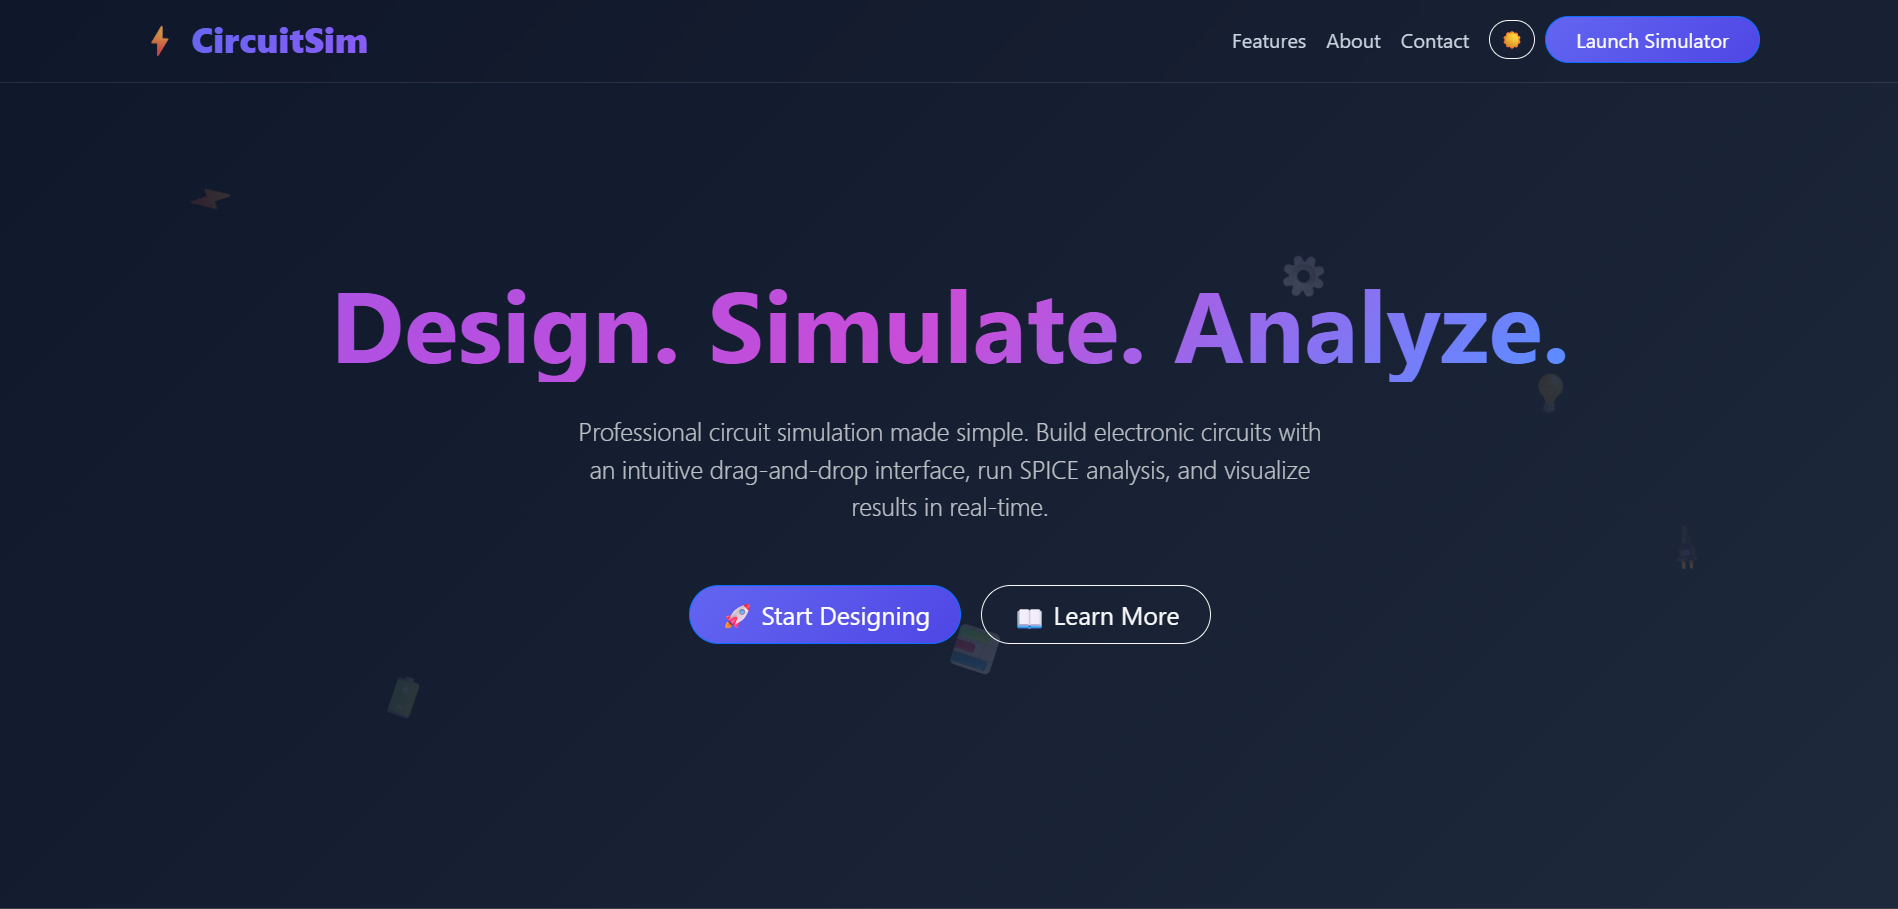 CircuitSim
Features About Contact Launch Simulator
Design. Simulate. Analyze.
Professional circuit simulation made simple. Build electronic circuits with
an intuitive drag-and-drop interface, run SPICE analysis, and visualize
results in real-time.
Start Designing
Learn More